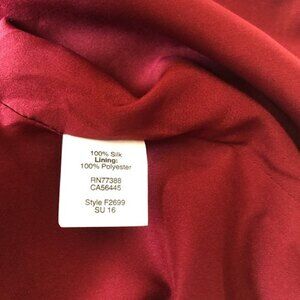 100% Silk
Lining:
100% Polyester
RN77388
CA56445
Style F2699
SU 16